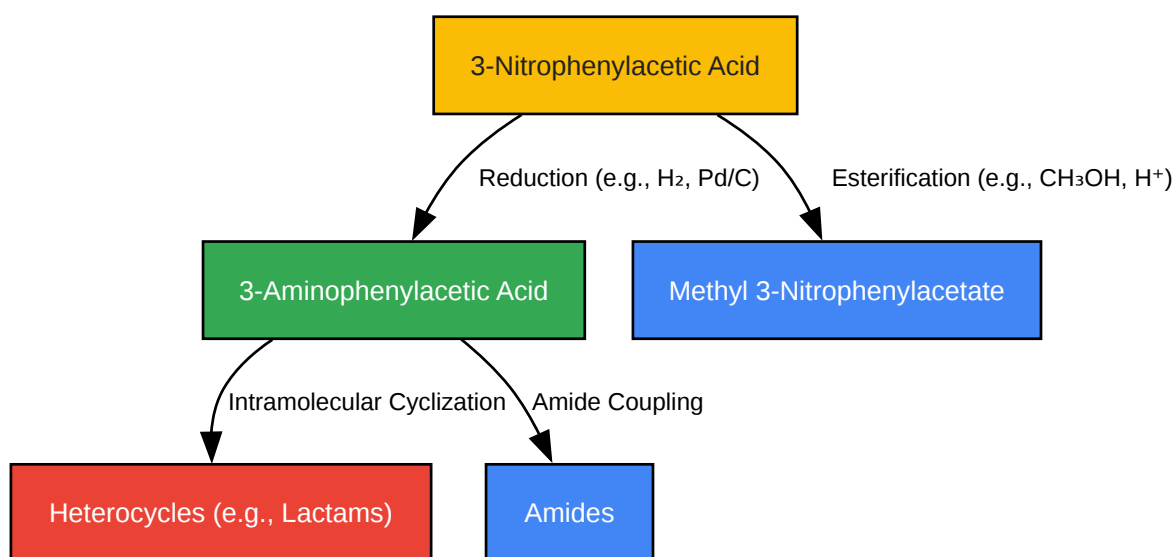 3-Nitrophenylacetic Acid
Reduction (e.g., H₂, Pd/C)
Esterification (e.g., CH₃OH, H⁺)
3-Aminophenylacetic Acid
Methyl 3-Nitrophenylacetate
Intramolecular Cyclization
Amide Coupling
Heterocycles (e.g., Lactams)
Amides